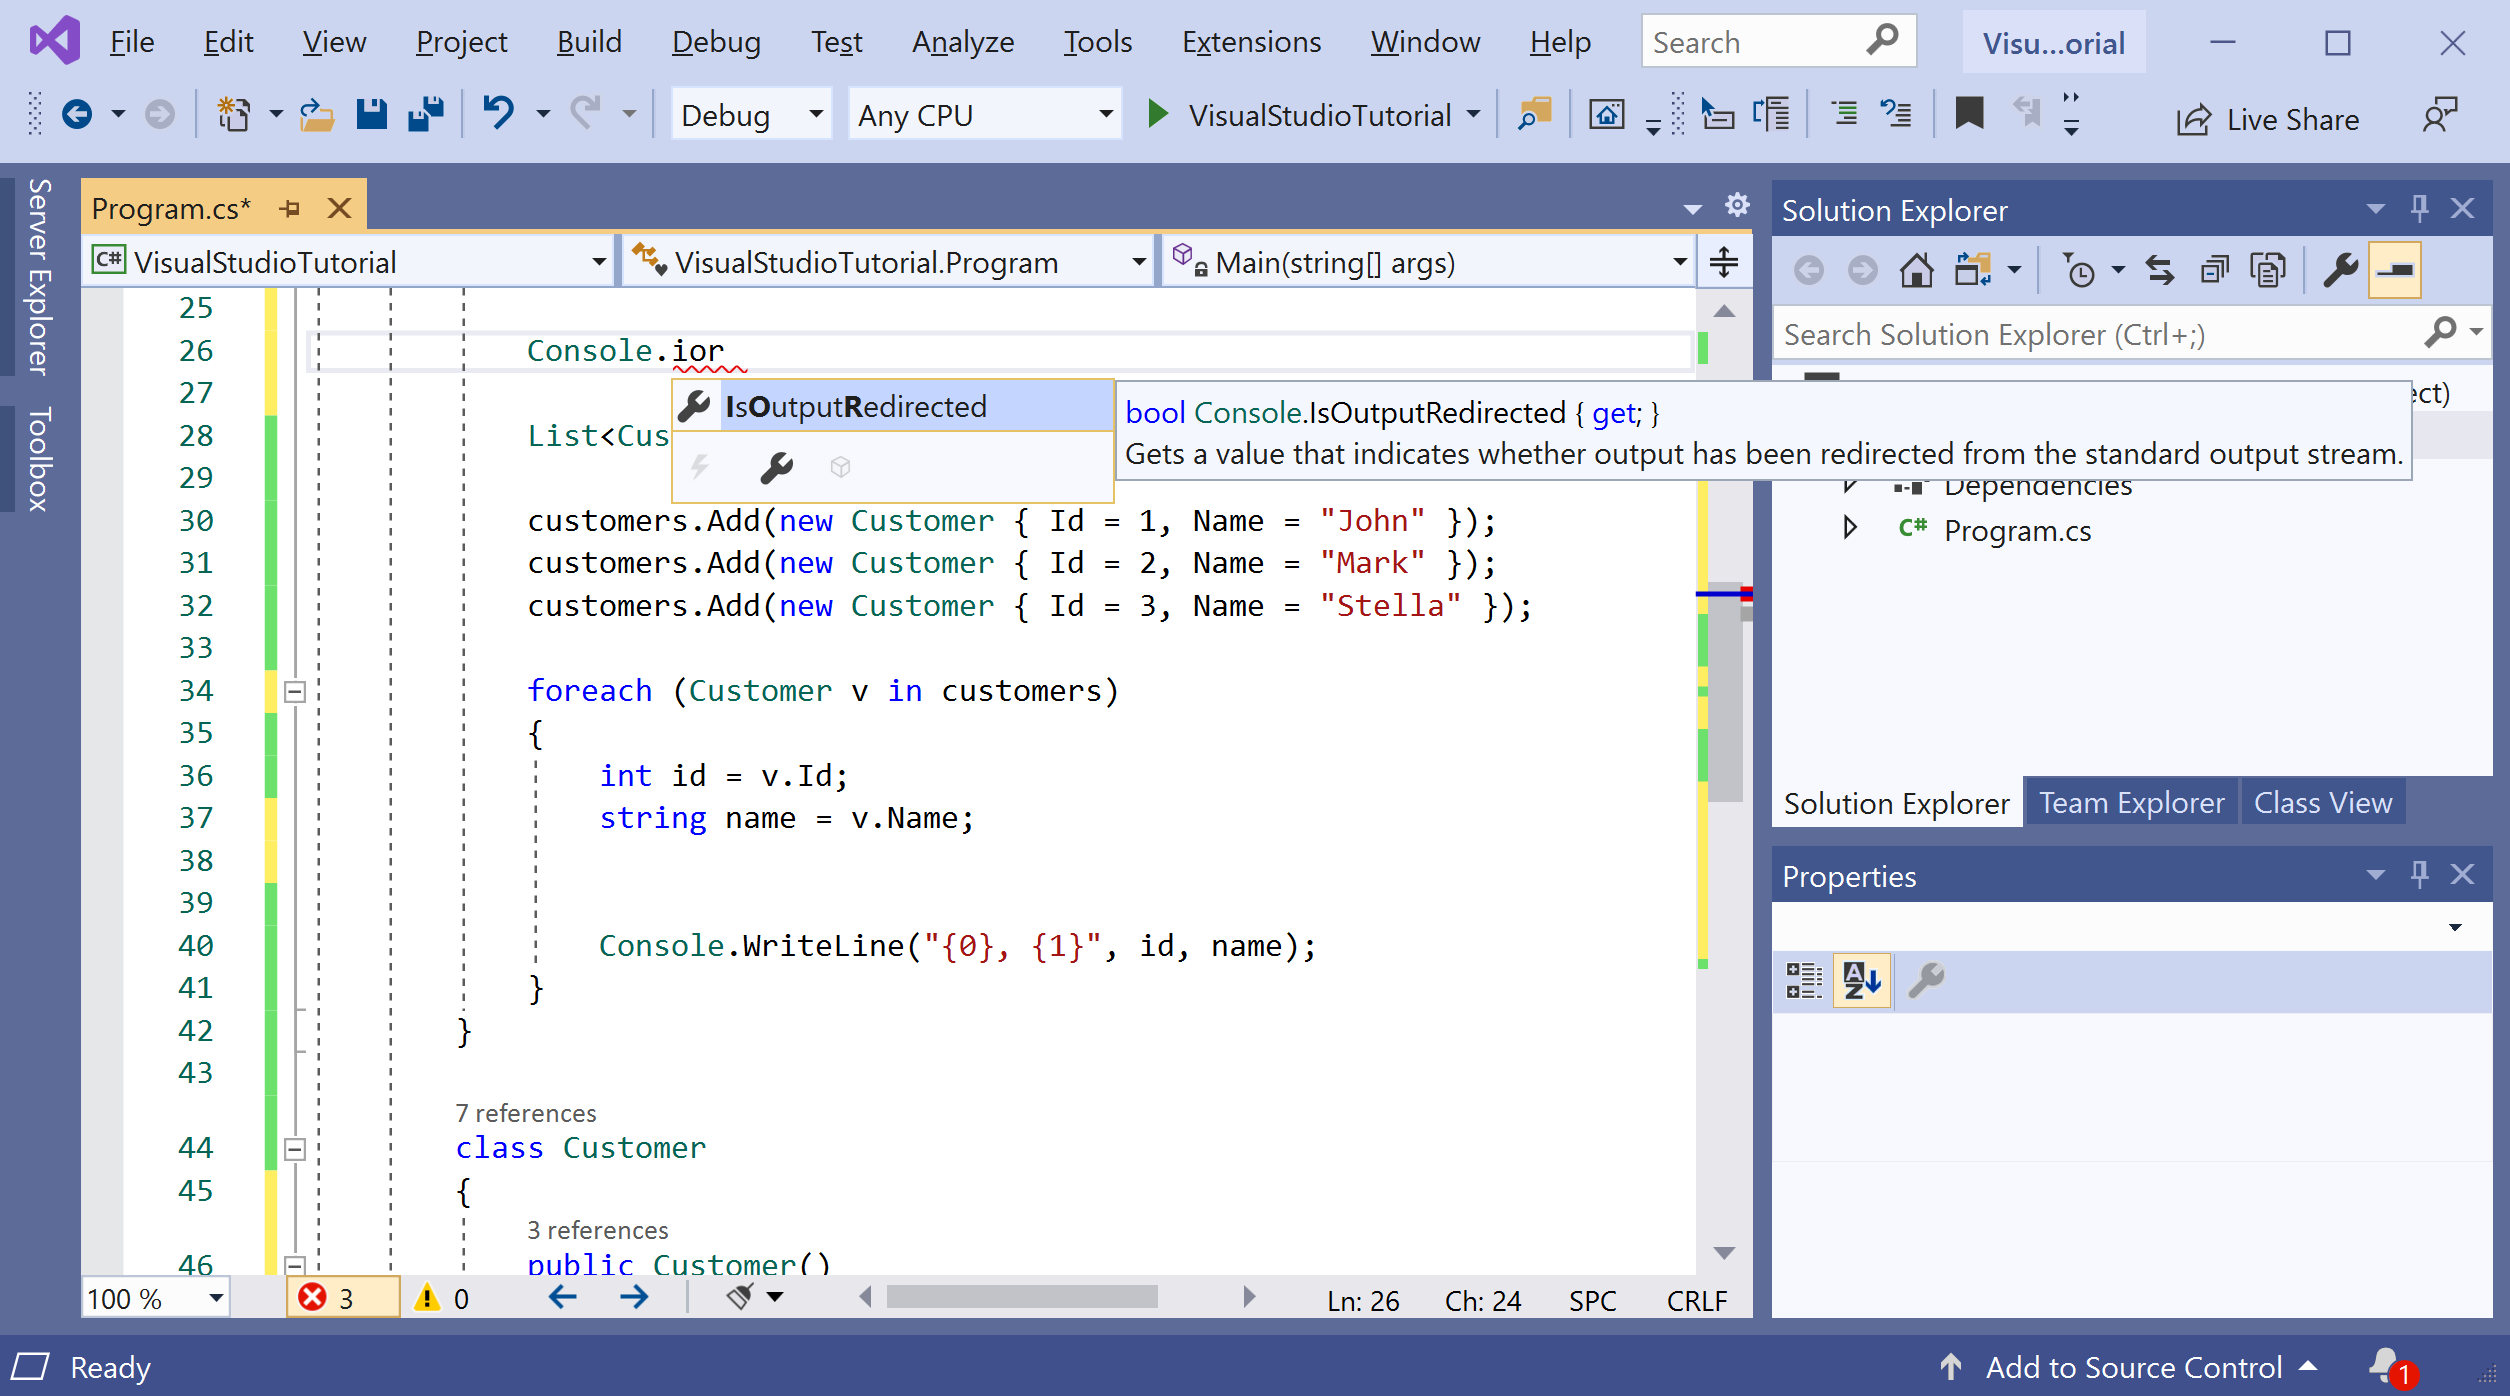 File Edit View Project Build Debug Test Analyze Tools Extensions Window Help Search Visu...orial
Debug Any CPU VisualStudioTutorial Live Share
Server Explorer
Toolbox
Program.cs*
C# VisualStudioTutorial VisualStudioTutorial.Program Main(string[] args)
25
26 Console.ior
27 IsOutputRedirected
bool Console.IsOutputRedirected { get; }
Gets a value that indicates whether output has been redirected from the standard output stream.
28 List<Cus
29
30 customers.Add(new Customer { Id = 1, Name = "John" });
31 customers.Add(new Customer { Id = 2, Name = "Mark" });
32 customers.Add(new Customer { Id = 3, Name = "Stella" });
33
34 foreach (Customer v in customers)
35 {
36 int id = v.Id;
37 string name = v.Name;
38
39
40 Console.WriteLine("{0}, {1}", id, name);
41 }
42 }
43
7 references
44 class Customer
45 {
3 references
46 public Customer()
100 % 3 0 Ln: 26 Ch: 24 SPC CRLF
Solution Explorer
Search Solution Explorer (Ctrl+;)
ect)
Dependencies
C# Program.cs
Solution Explorer Team Explorer Class View
Properties
AZ
Ready Add to Source Control 1